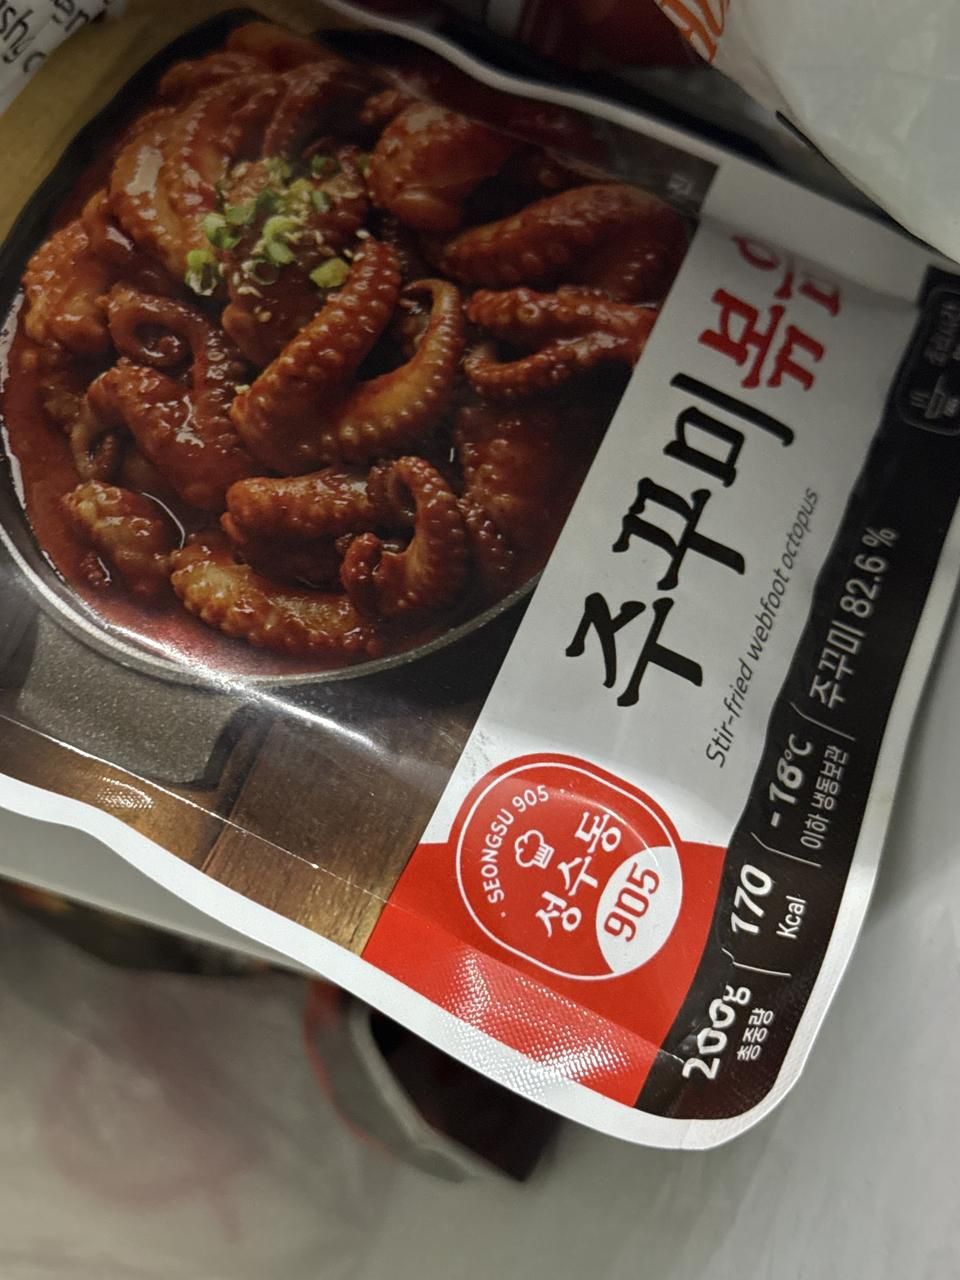 주꾸미볶음
Stir-fried webfoot octopus
SEONGSU 905
성수동
905
200g
총중량
170
Kcal
-18°C
이하 냉동보관
주꾸미 82.6 %